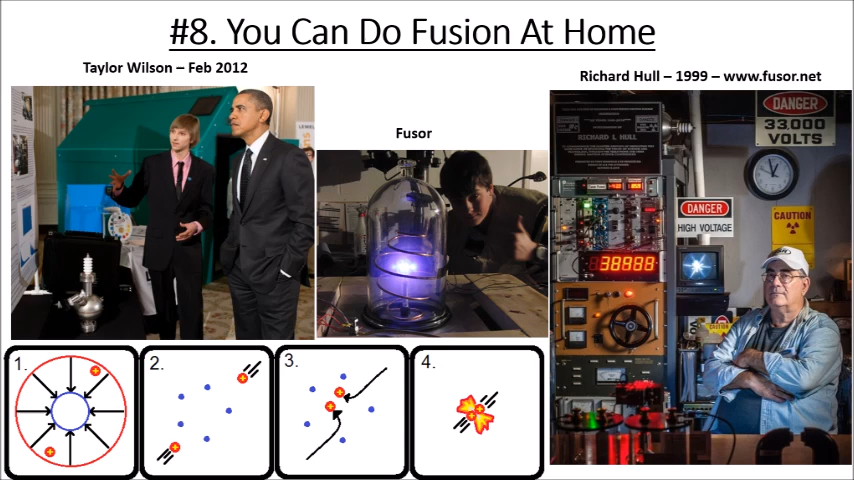 #8. You Can Do Fusion At Home
Taylor Wilson – Feb 2012
Richard Hull – 1999 – www.fusor.net
Fusor
DANGER
33,000
VOLTS
RICHARD L HULL
DANGER
HIGH VOLTAGE
CAUTION
CAUTION
1.
2.
3.
4.